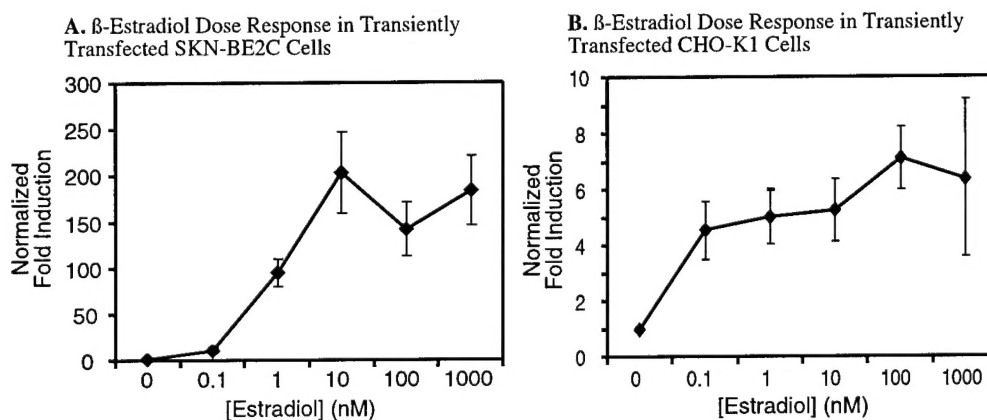 A. ß-Estradiol Dose Response in Transiently
Transfected SKN-BE2C Cells
300
250
200
150
100
50
0
Normalized
Fold Induction
0 0.1 1 10 100 1000
[Estradiol] (nM)
B. ß-Estradiol Dose Response in Transiently
Transfected CHO-K1 Cells
10
8
6
4
2
0
Normalized
Fold Induction
0 0.1 1 10 100 1000
[Estradiol] (nM)